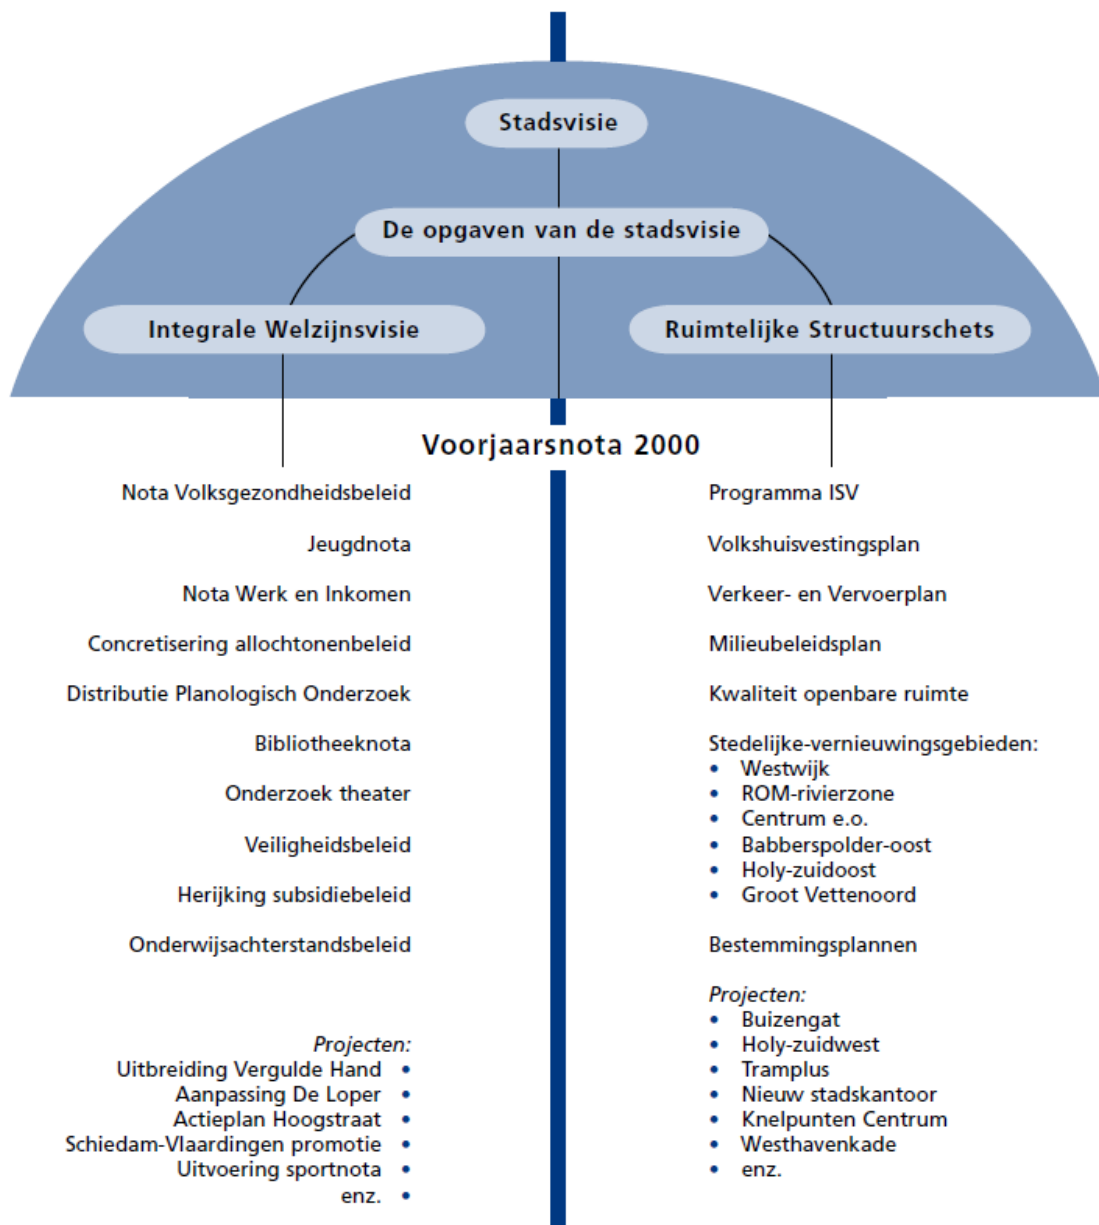 Stadsvisie
De opgaven van de stadsvisie
Integrale Welzijnsvisie
Ruimtelijke Structuurschets
Voorjaarsnota 2000
Nota Volksgezondheidsbeleid
Jeugdnota
Nota Werk en Inkomen
Concretisering allochtonenbeleid
Distributie Planologisch Onderzoek
Bibliotheeknota
Onderzoek theater
Veiligheidsbeleid
Herijking subsidiebeleid
Onderwijsachterstandsbeleid
Projecten:
Uitbreiding Vergulde Hand •
Aanpassing De Loper •
Actieplan Hoogstraat •
Schiedam-Vlaardingen promotie •
Uitvoering sportnota •
enz. •
Programma ISV
Volkshuisvestingsplan
Verkeer- en Vervoerplan
Milieubeleidsplan
Kwaliteit openbare ruimte
Stedelijke-vernieuwingsgebieden:
• Westwijk
• ROM-rivierzone
• Centrum e.o.
• Babberspolder-oost
• Holy-zuidoost
• Groot Vettenoord
Bestemmingsplannen
Projecten:
• Buizengat
• Holy-zuidwest
• Tramplus
• Nieuw stadskantoor
• Knelpunten Centrum
• Westhavenkade
• enz.